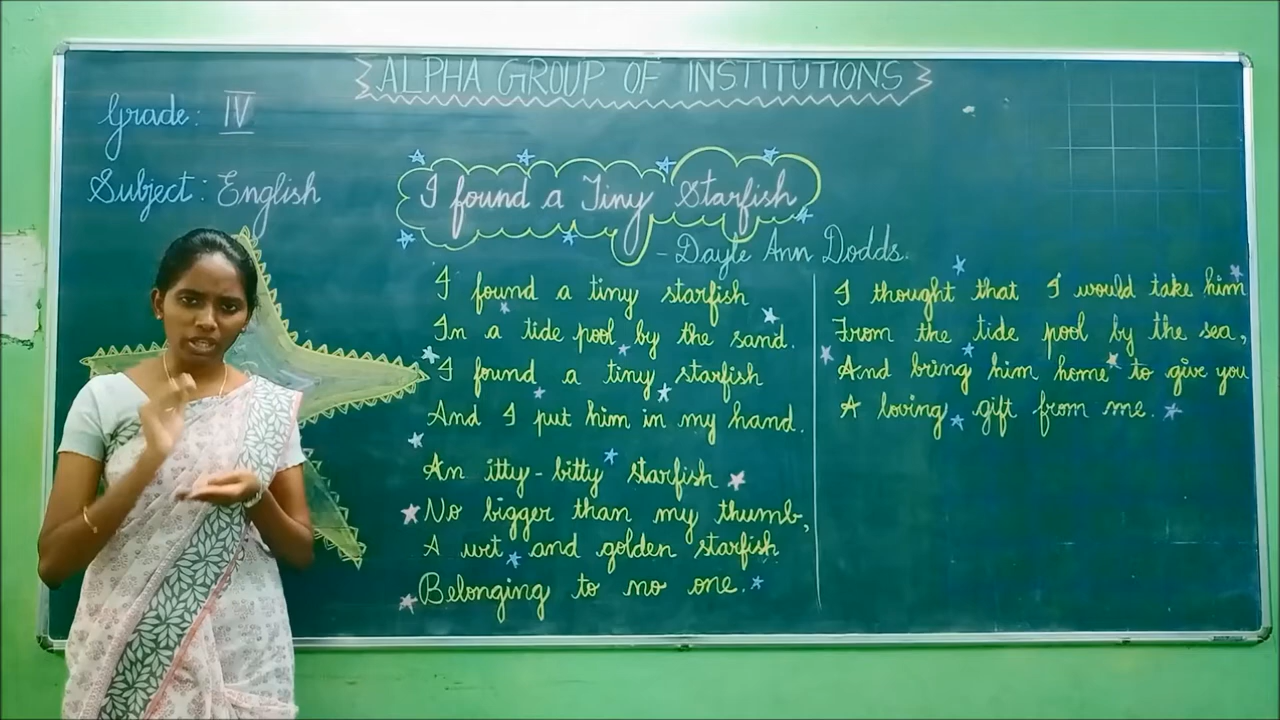 ALPHA GROUP OF INSTITUTIONS
Grade: IV
Subject: English
I found a Tiny Starfish
- Dayle Ann Dodds.
I found a tiny starfish
In a tide pool by the sand.
I found a tiny starfish
And I put him in my hand.
An itty-bitty starfish
No bigger than my thumb,
A wet and golden starfish
Belonging to no one.
I thought that I would take him
From the tide pool by the sea,
And bring him home to give you
A loving gift from me.